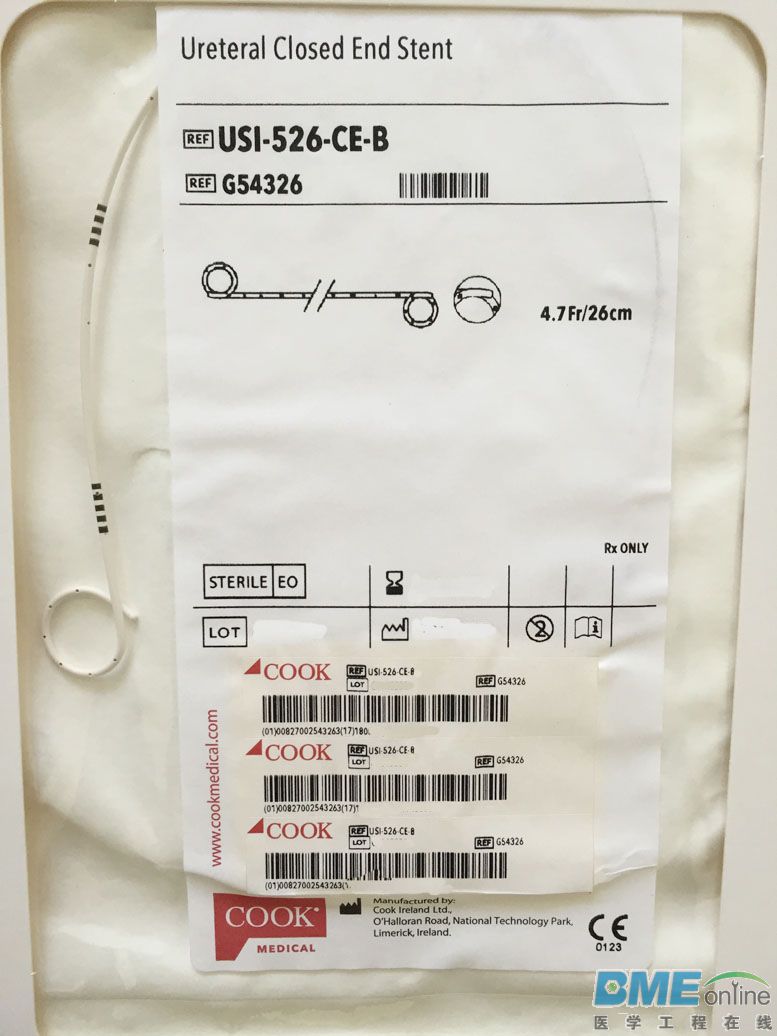 Ureteral Closed End Stent
REF USI-526-CE-B
REF G54326
4.7Fr/26cm
Rx ONLY
STERILE EO
LOT
2
i
COOK REF USI-526-CE-B
LOT
REF G54326
(01)00827002543263(17)180
COOK REF USI-526-CE-B
LOT
REF G54326
(01)00827002543263(17)1
COOK REF USI-526-CE-B
LOT
REF G54326
(01)00827002543263(
www.cookmedical.com
COOK
MEDICAL
Manufactured by:
Cook Ireland Ltd.,
O'Halloran Road, National Technology Park,
Limerick, Ireland.
CE
0123
BME online
医学工程在线